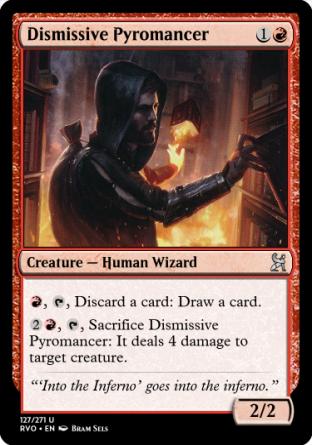 Dismissive Pyromancer 1
Creature — Human Wizard
, , Discard a card: Draw a card.
2 , , Sacrifice Dismissive
Pyromancer: It deals 4 damage to
target creature.
“‘Into the Inferno’ goes into the inferno.”
2/2
127/271 U
RVO • EN Bram Sels